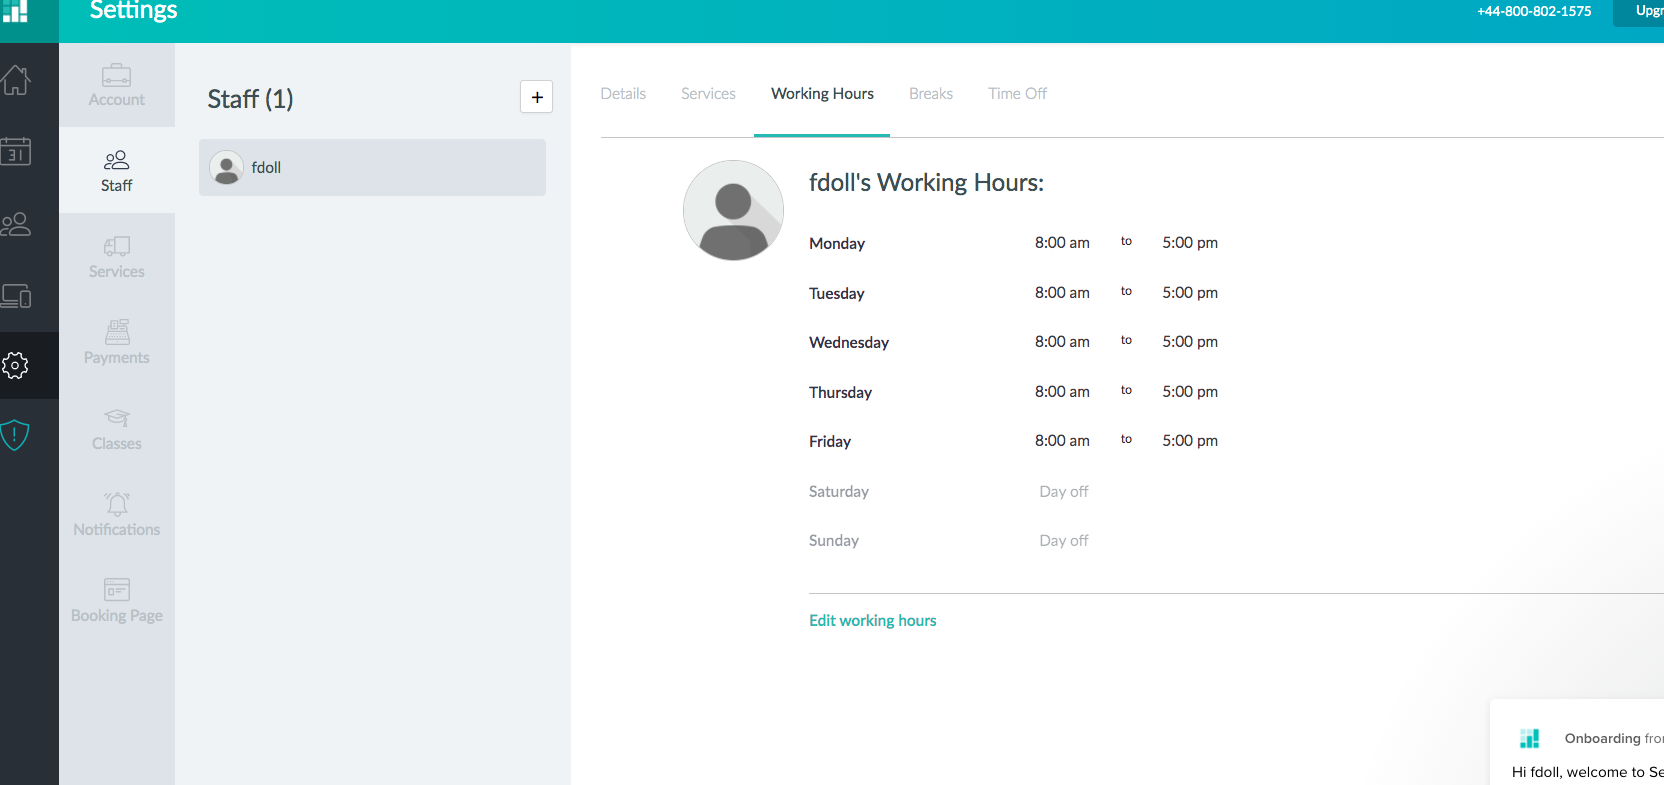 Settings
+44-800-802-1575
Upgr
31
Account
Staff
Services
Payments
Classes
Notifications
Booking Page
Staff (1)
+
fdoll
Details Services Working Hours Breaks Time Off
fdoll's Working Hours:
Monday 8:00 am to 5:00 pm
Tuesday 8:00 am to 5:00 pm
Wednesday 8:00 am to 5:00 pm
Thursday 8:00 am to 5:00 pm
Friday 8:00 am to 5:00 pm
Saturday Day off
Sunday Day off
Edit working hours
Onboarding fro
Hi fdoll, welcome to Se